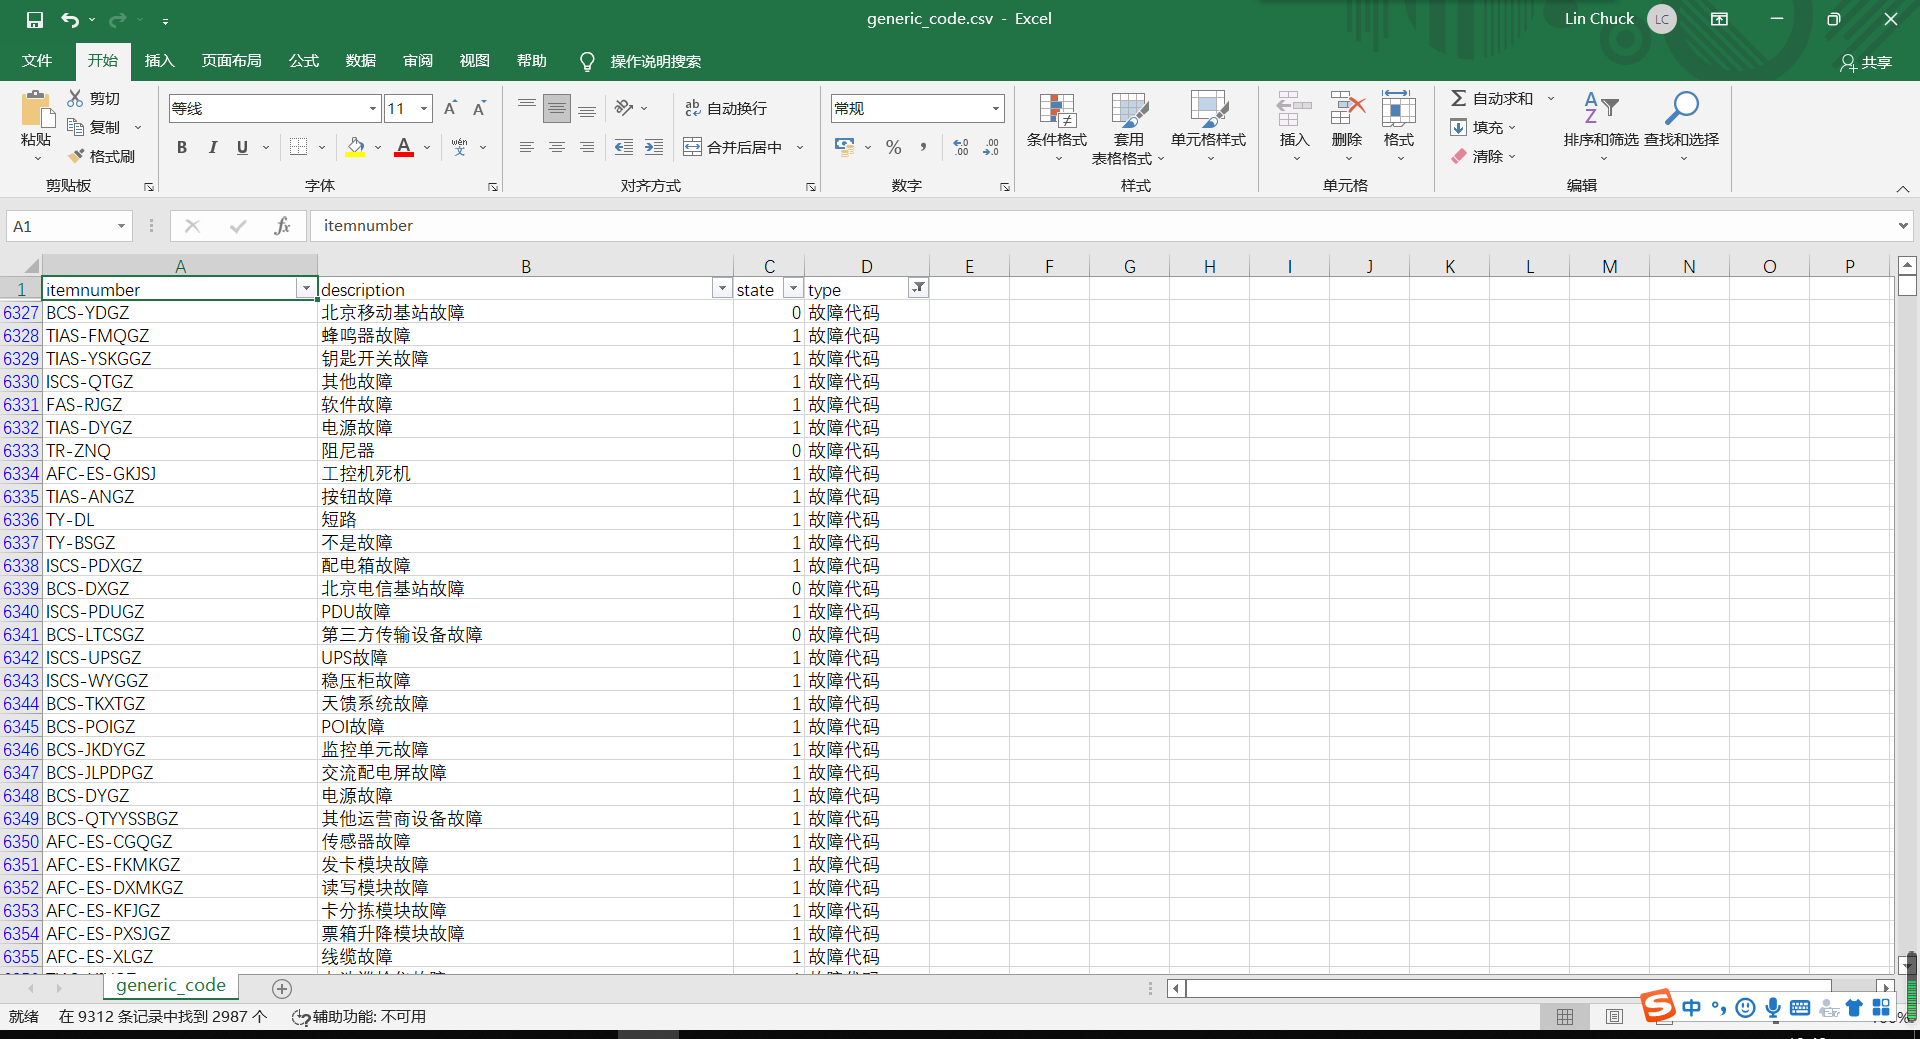 generic_code.csv - Excel
Lin Chuck LC
文件 开始 插入 页面布局 公式 数据 审阅 视图 帮助 操作说明搜索 共享
粘贴 剪切 复制 格式刷 剪贴板
等线 11 B I U A wén 文 字体
ab 自动换行 合并后居中 对齐方式
常规 % 数字
条件格式 套用 表格格式 单元格样式 样式
插入 删除 格式 单元格
自动求和 填充 清除 排序和筛选 查找和选择 编辑
A1 fx itemnumber
A B C D E F G H I J K L M N O P
1 itemnumber description state type
6327 BCS-YDGZ 北京移动基站故障 0 故障代码
6328 TIAS-FMQGZ 蜂鸣器故障 1 故障代码
6329 TIAS-YSKGGZ 钥匙开关故障 1 故障代码
6330 ISCS-QTGZ 其他故障 1 故障代码
6331 FAS-RJGZ 软件故障 1 故障代码
6332 TIAS-DYGZ 电源故障 1 故障代码
6333 TR-ZNQ 阻尼器 0 故障代码
6334 AFC-ES-GKJSJ 工控机死机 1 故障代码
6335 TIAS-ANGZ 按钮故障 1 故障代码
6336 TY-DL 短路 1 故障代码
6337 TY-BSGZ 不是故障 1 故障代码
6338 ISCS-PDXGZ 配电箱故障 1 故障代码
6339 BCS-DXGZ 北京电信基站故障 0 故障代码
6340 ISCS-PDUGZ PDU故障 1 故障代码
6341 BCS-LTCSGZ 第三方传输设备故障 0 故障代码
6342 ISCS-UPSGZ UPS故障 1 故障代码
6343 ISCS-WYGGZ 稳压柜故障 1 故障代码
6344 BCS-TKXTGZ 天馈系统故障 1 故障代码
6345 BCS-POIGZ POI故障 1 故障代码
6346 BCS-JKDYGZ 监控单元故障 1 故障代码
6347 BCS-JLPDPGZ 交流配电屏故障 1 故障代码
6348 BCS-DYGZ 电源故障 1 故障代码
6349 BCS-QTYYSSBGZ 其他运营商设备故障 1 故障代码
6350 AFC-ES-CGQGZ 传感器故障 1 故障代码
6351 AFC-ES-FKMKGZ 发卡模块故障 1 故障代码
6352 AFC-ES-DXMKGZ 读写模块故障 1 故障代码
6353 AFC-ES-KFJGZ 卡分拣模块故障 1 故障代码
6354 AFC-ES-PXSJGZ 票箱升降模块故障 1 故障代码
6355 AFC-ES-XLGZ 线缆故障 1 故障代码
generic_code
就绪 在 9312 条记录中找到 2987 个 辅助功能: 不可用
中